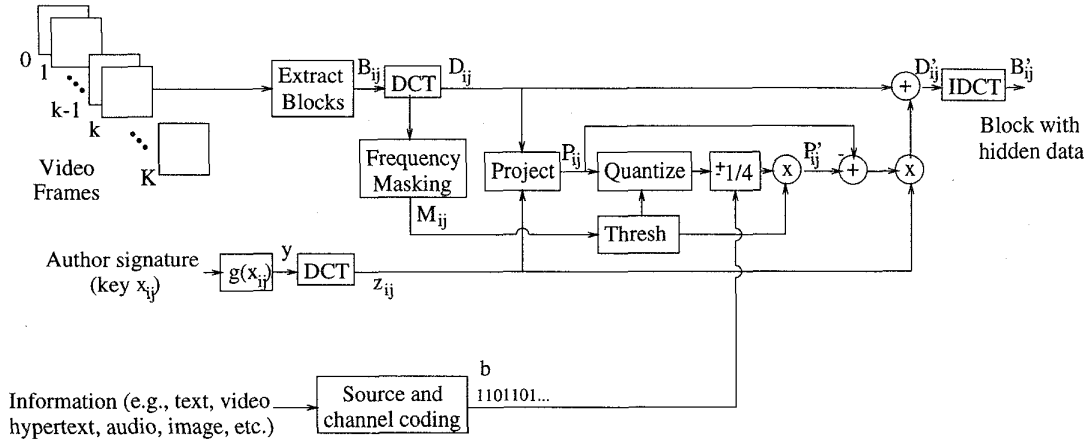 0
1
k-1
k
K
Video
Frames
Extract
Blocks
B_ij
DCT
D_ij
+
D'_ij
IDCT
B'_ij
Block with
hidden data
Frequency
Masking
M_ij
Project
P_ij
Quantize
±1/4
x
P'_ij
-
+
x
Thresh
Author signature
(key x_ij)
g(x_ij)
y
DCT
z_ij
Information (e.g., text, video
hypertext, audio, image, etc.)
Source and
channel coding
b
1101101...